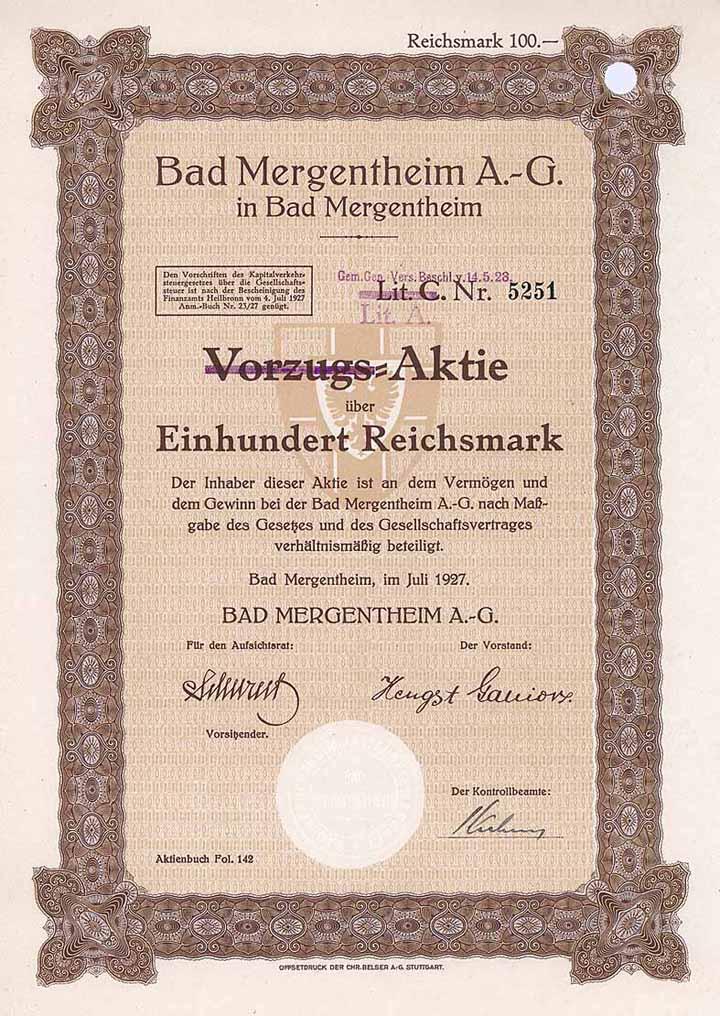 Reichsmark 100.—
Bad Mergentheim A.-G.
in Bad Mergentheim
Den Vorschriften des Kapitalverkehr-
steuergesetzes über die Gesellschafts-
steuer ist nach der Bescheinigung des
Finanzamts Heilbronn vom 4. Juli 1927
Anm.-Buch Nr. 23/27 genügt.
Gem. Gen. Vers. Beschl. v. 14.5.28.
Lit. C. Nr. 5251
Lit. A.
Vorzugs-Aktie
über
Einhundert Reichsmark
Der Inhaber dieser Aktie ist an dem Vermögen und
dem Gewinn bei der Bad Mergentheim A.-G. nach Maß-
gabe des Gesetzes und des Gesellschaftsvertrages
verhältnismäßig beteiligt.
Bad Mergentheim, im Juli 1927.
BAD MERGENTHEIM A.-G.
Für den Aufsichtsrat:
Der Vorstand:
Hengst
Vorsitzender.
Der Kontrollbeamte:
Aktienbuch Fol. 142
OFFSETDRUCK DER CHR. BELSER A.-G. STUTTGART.